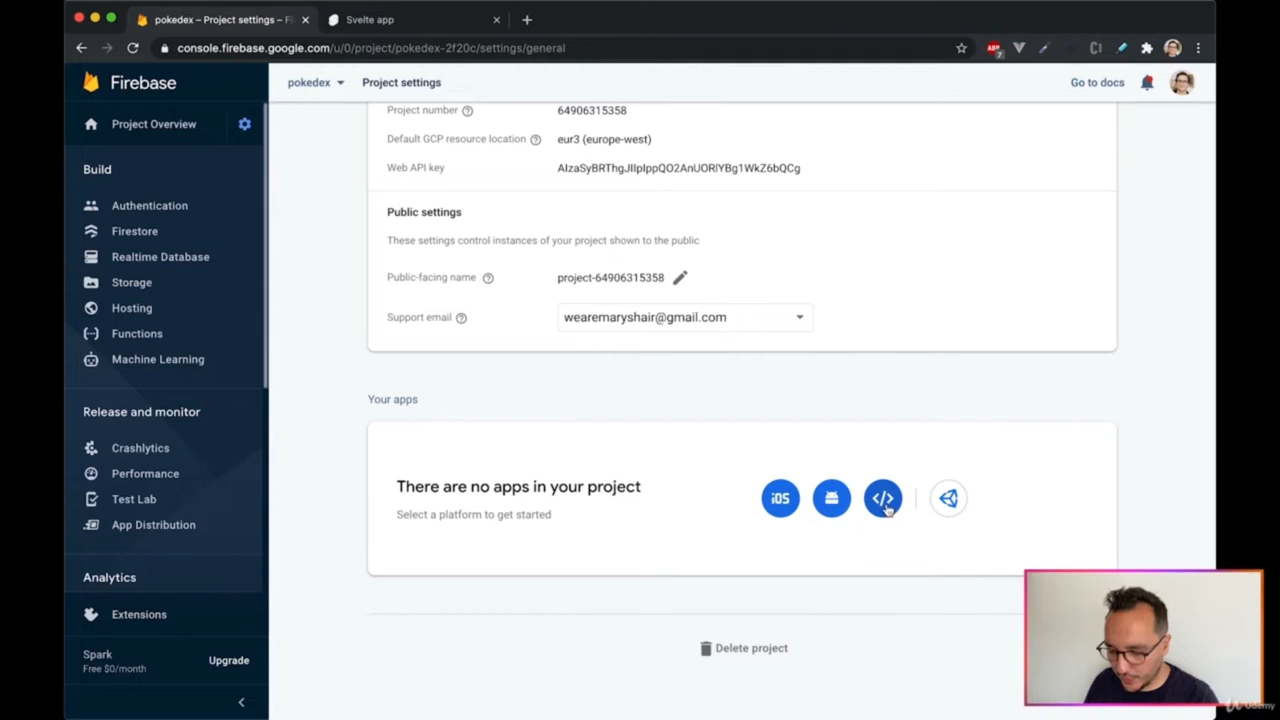 pokedex – Project settings – Fi
Svelte app
console.firebase.google.com/u/0/project/pokedex-2f20c/settings/general
ABP
7
Firebase
pokedex
Project settings
Go to docs
Project Overview
Build
Authentication
Firestore
Realtime Database
Storage
Hosting
Functions
Machine Learning
Release and monitor
Crashlytics
Performance
Test Lab
App Distribution
Analytics
Extensions
Spark
Free $0/month
Upgrade
Project number
64906315358
Default GCP resource location
eur3 (europe-west)
Web API key
Public settings
These settings control instances of your project shown to the public
Public-facing name
project-64906315358
Support email
wearemaryshair@gmail.com
Your apps
There are no apps in your project
Select a platform to get started
iOS
</>
Delete project
Udemy